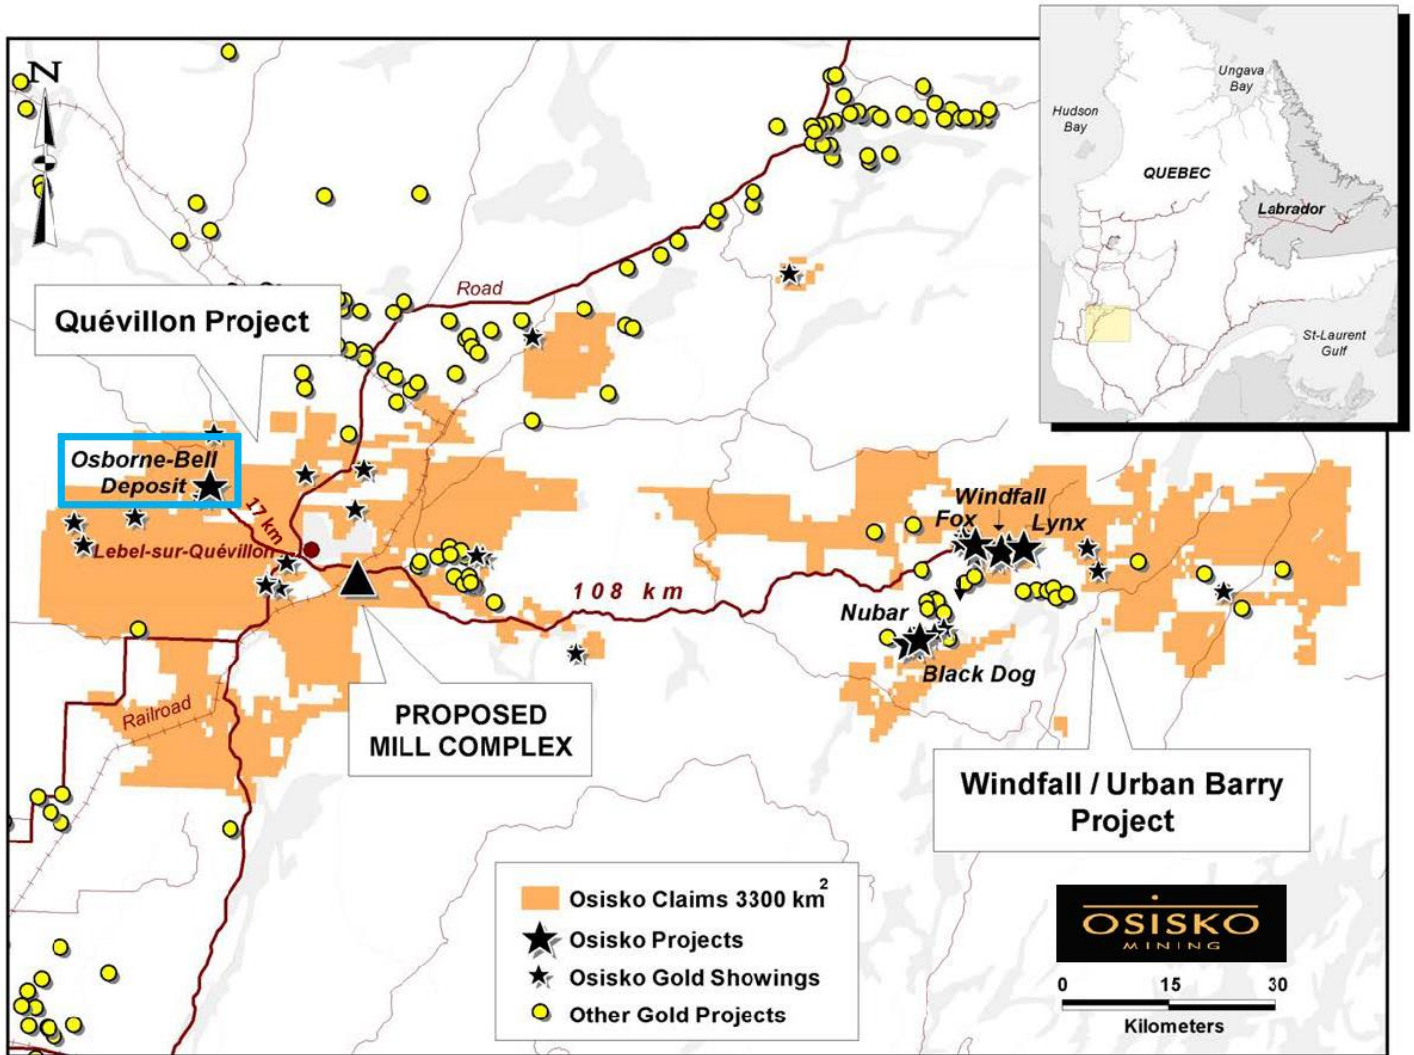 N
Ungava
Bay
Hudson
Bay
QUEBEC
Labrador
St-Laurent
Gulf
Road
Quévillon Project
Osborne-Bell
Deposit
17 km
Lebel-sur-Quévillon
108 km
Windfall
Fox
Lynx
Nubar
Black Dog
Railroad
PROPOSED
MILL COMPLEX
Windfall / Urban Barry
Project
Osisko Claims 3300 km2
Osisko Projects
Osisko Gold Showings
Other Gold Projects
OSISKO
MINING
0 15 30
Kilometers